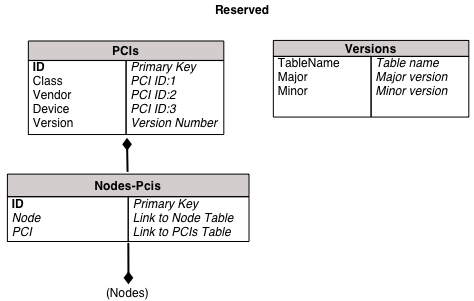 Reserved
PCIs
ID Primary Key
Class PCI ID:1
Vendor PCI ID:2
Device PCI ID:3
Version Version Number
Versions
TableName Table name
Major Major version
Minor Minor version
Nodes-Pcis
ID Primary Key
Node Link to Node Table
PCI Link to PCIs Table
(Nodes)